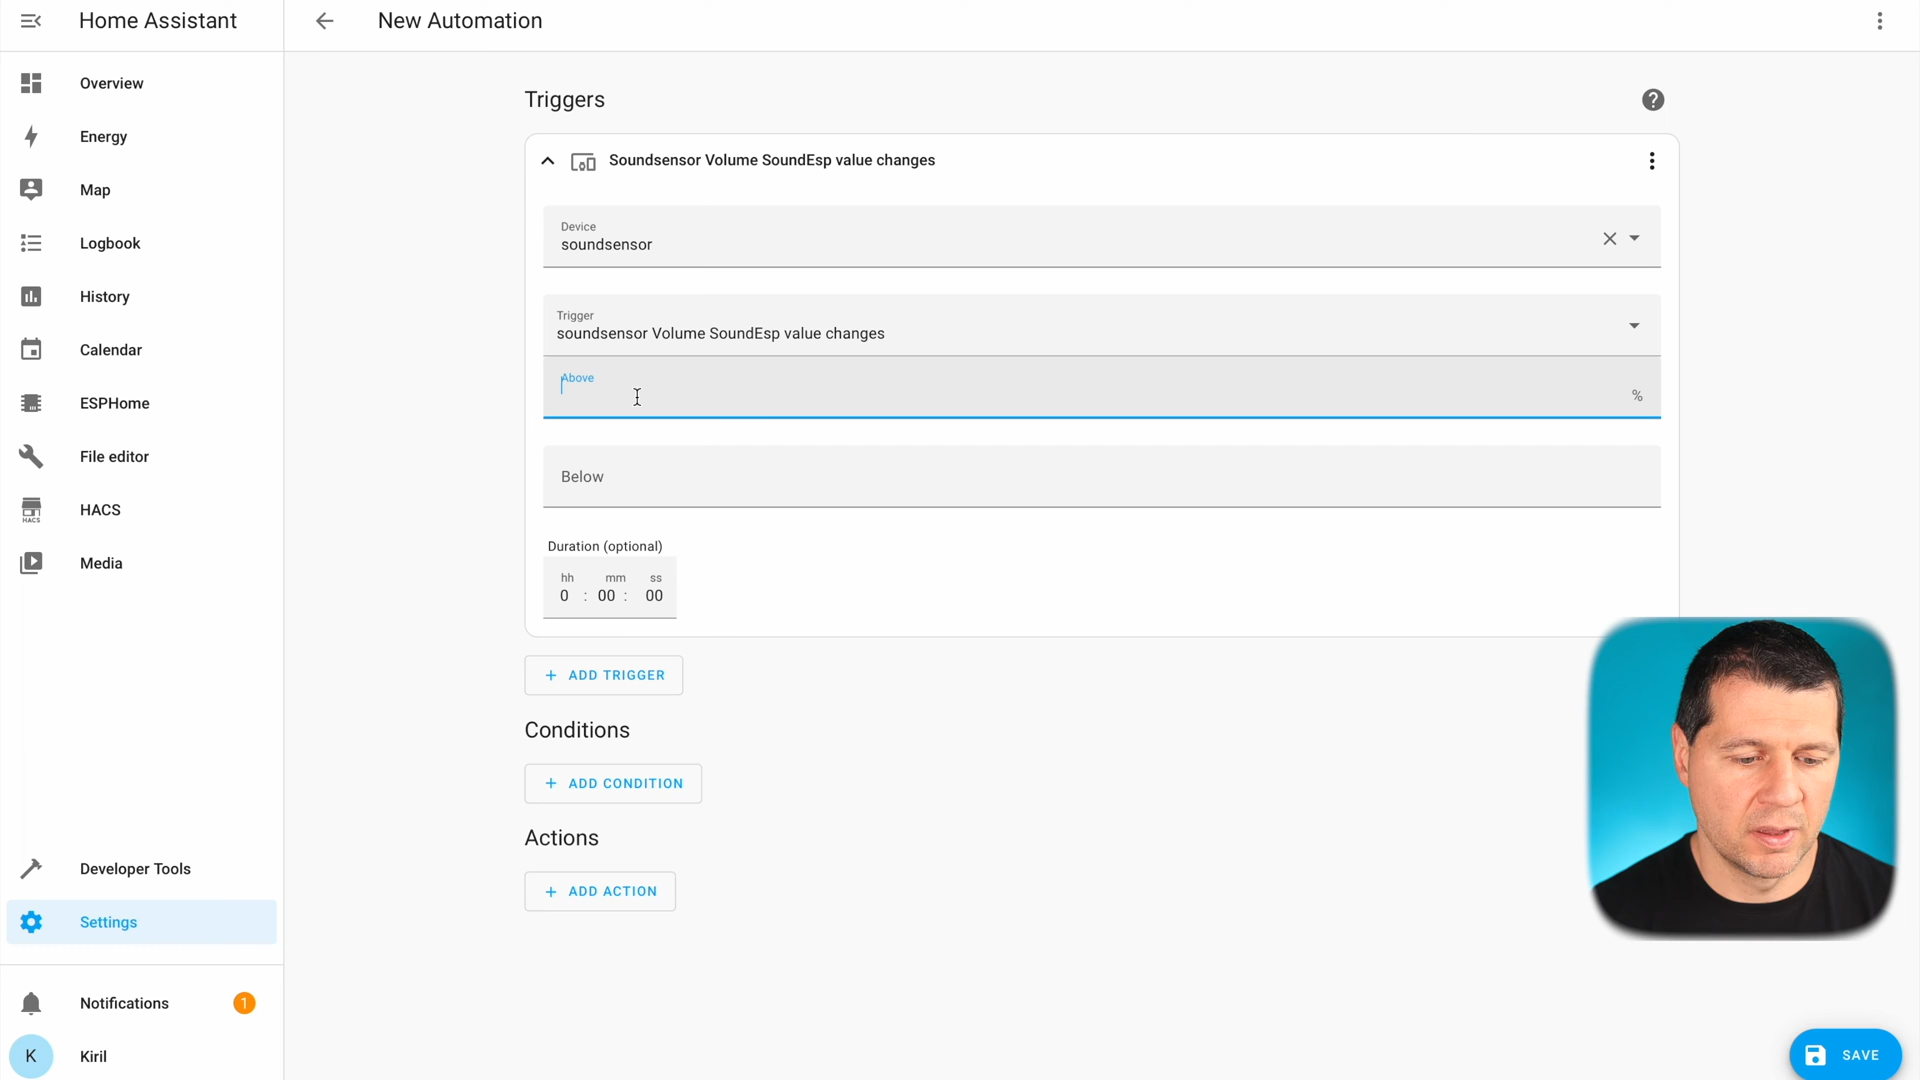 Home Assistant
New Automation
Overview
Energy
Map
Logbook
History
Calendar
ESPHome
File editor
HACS
HACS
Media
Developer Tools
Settings
Notifications
1
K
Kiril
Triggers
?
Soundsensor Volume SoundEsp value changes
Device
soundsensor
Trigger
soundsensor Volume SoundEsp value changes
Above
%
Below
Duration (optional)
hh mm ss
0 : 00 : 00
+ ADD TRIGGER
Conditions
+ ADD CONDITION
Actions
+ ADD ACTION
SAVE